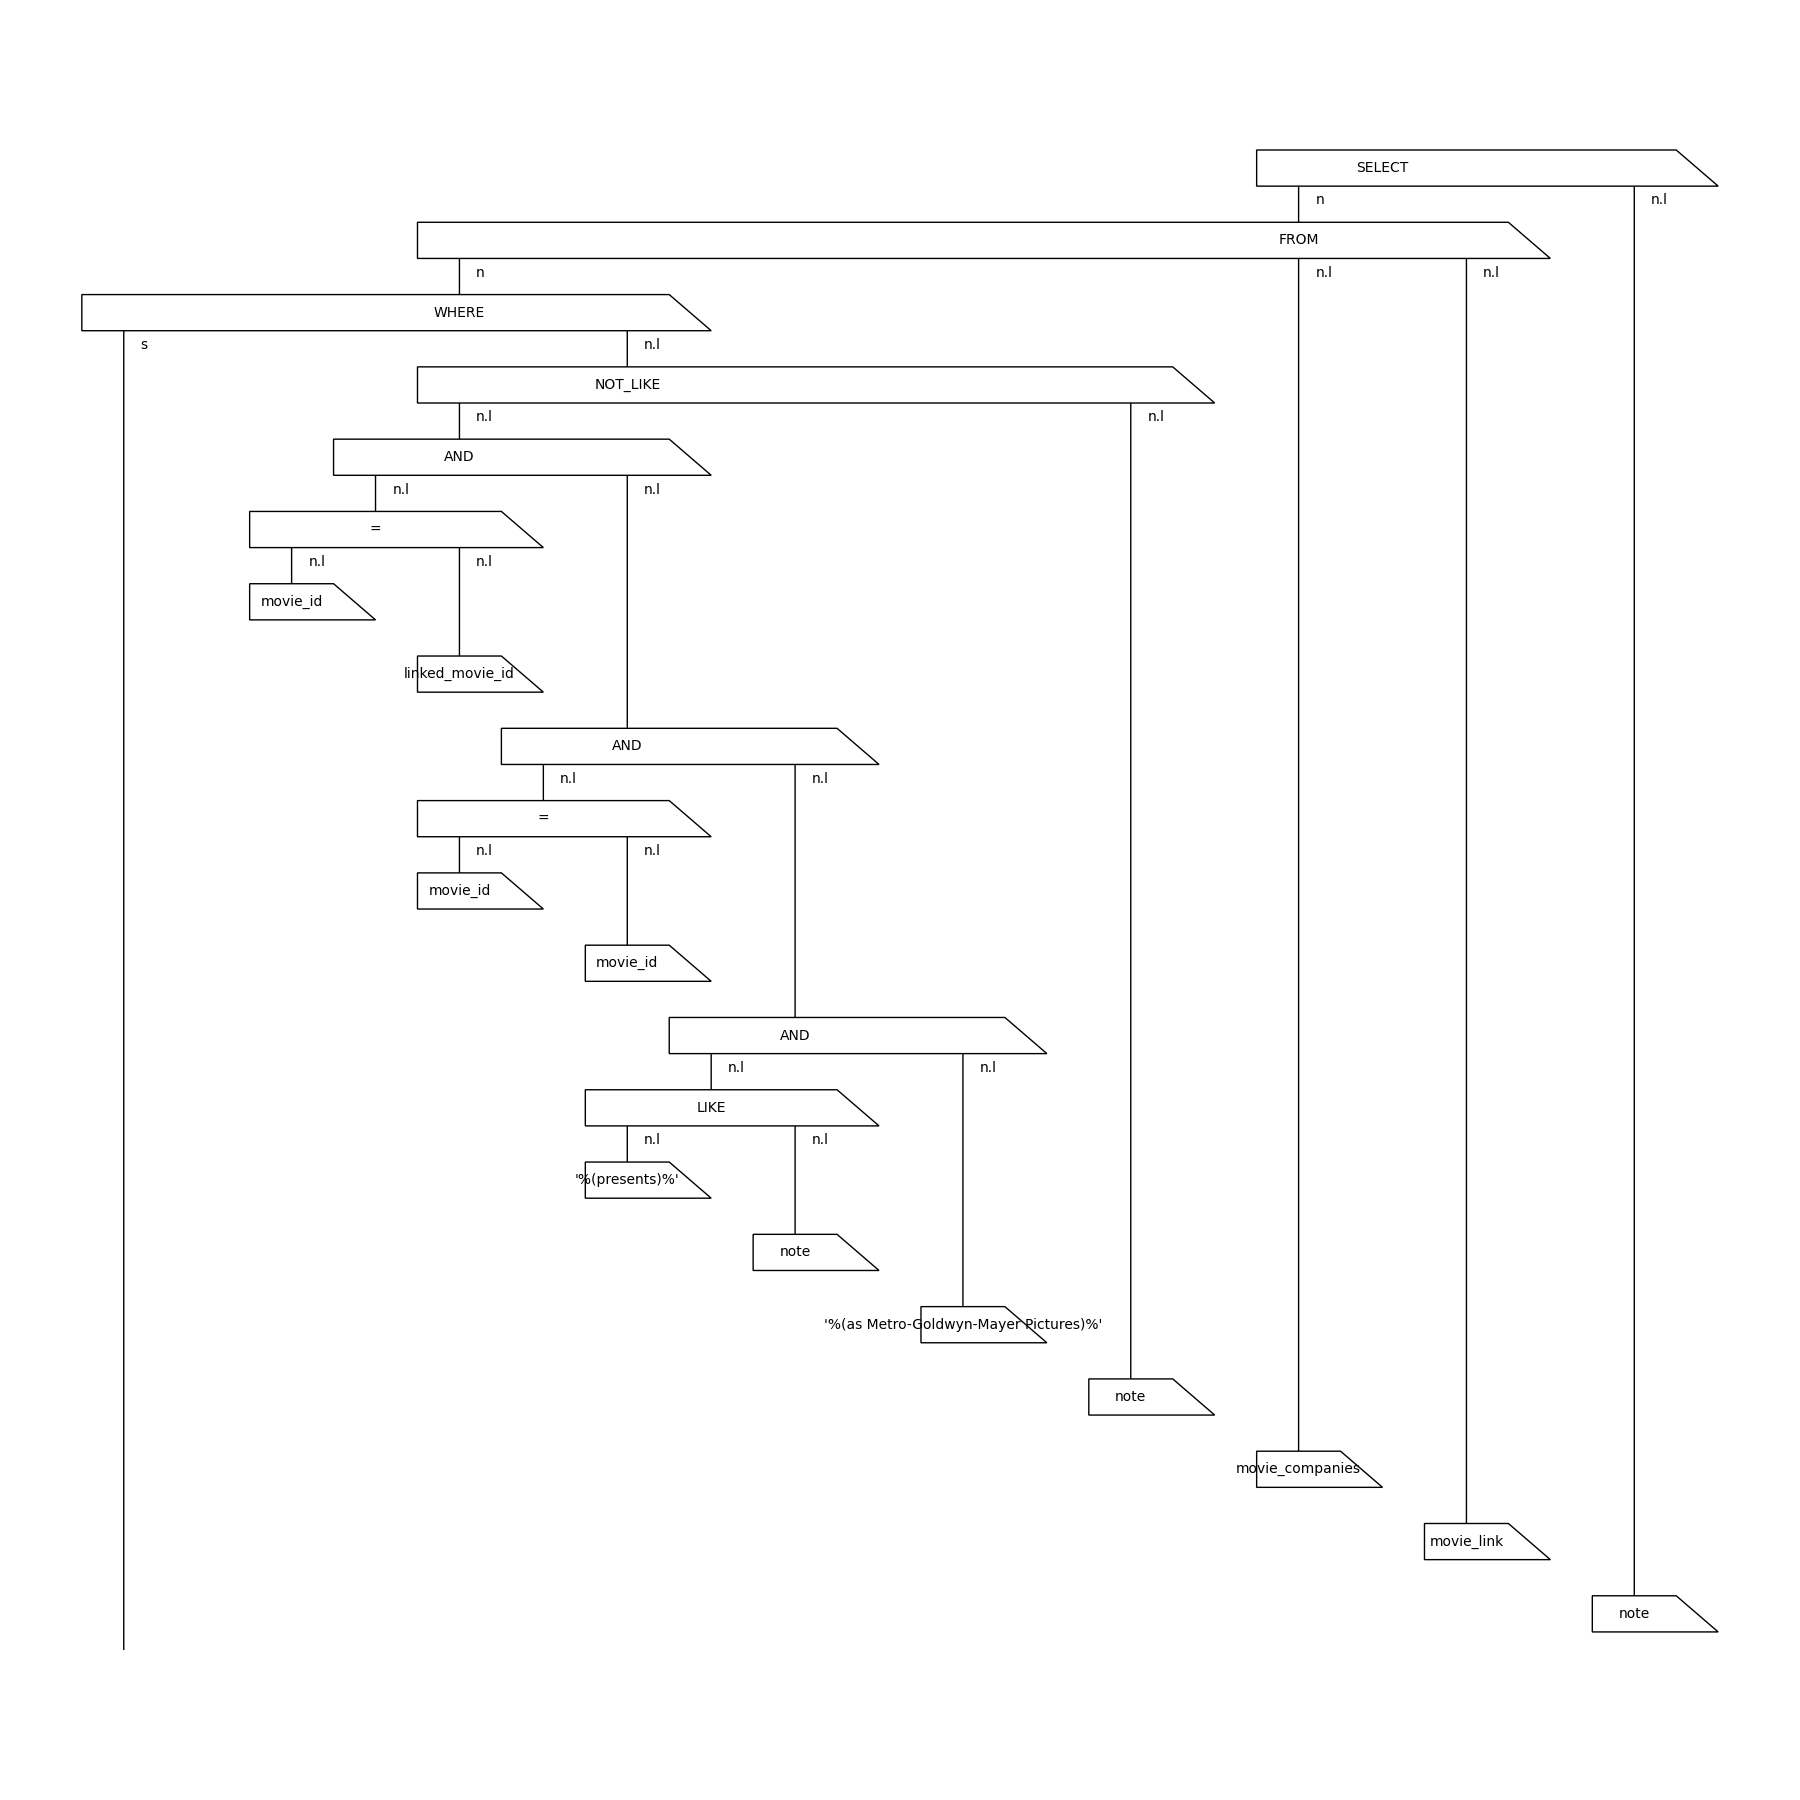 SELECT
n n.l
FROM
n n.l n.l
WHERE
s n.l
NOT_LIKE
n.l n.l
AND
n.l n.l
=
n.l n.l
movie_id
linked_movie_id
AND
n.l n.l
=
n.l n.l
movie_id
movie_id
AND
n.l n.l
LIKE
n.l n.l
'%(presents)%'
note
'%(as Metro-Goldwyn-Mayer Pictures)%'
note
movie_companies
movie_link
note